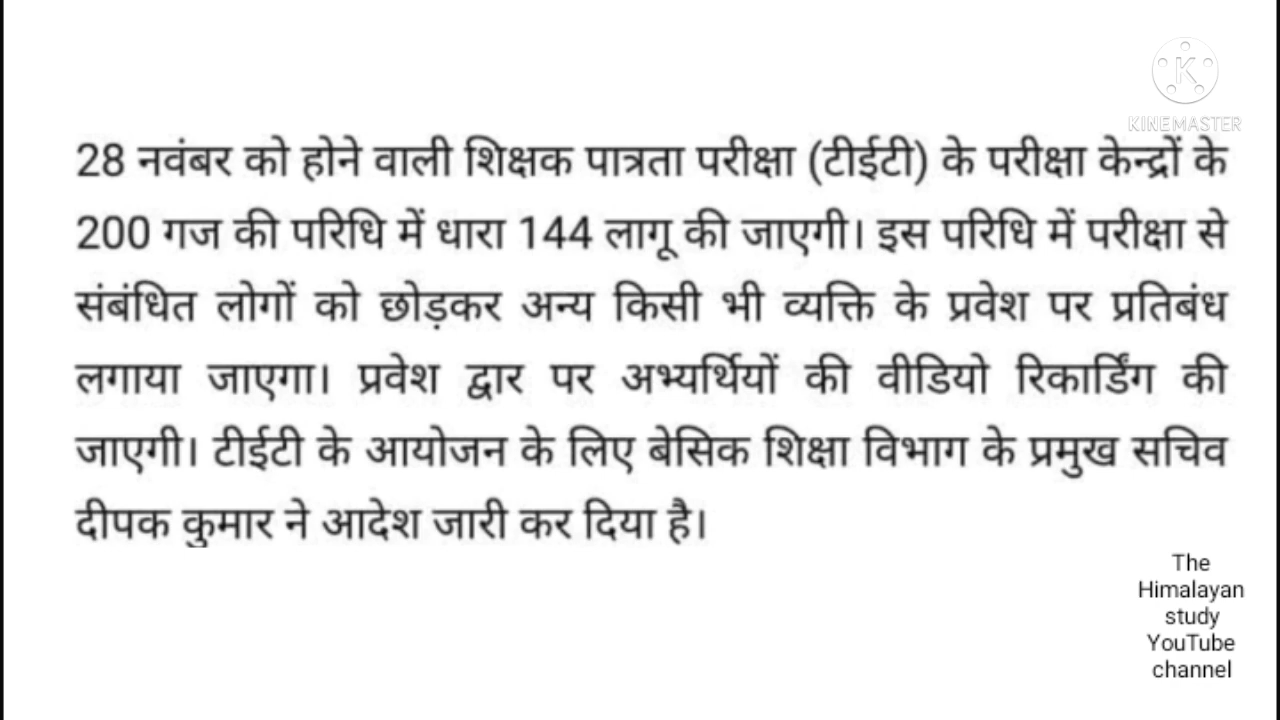 KINEMASTER
28 नवंबर को होने वाली शिक्षक पात्रता परीक्षा (टीईटी) के परीक्षा केन्द्रों के
200 गज की परिधि में धारा 144 लागू की जाएगी। इस परिधि में परीक्षा से
संबंधित लोगों को छोड़कर अन्य किसी भी व्यक्ति के प्रवेश पर प्रतिबंध
लगाया जाएगा। प्रवेश द्वार पर अभ्यर्थियों की वीडियो रिकार्डिंग की
जाएगी। टीईटी के आयोजन के लिए बेसिक शिक्षा विभाग के प्रमुख सचिव
दीपक कुमार ने आदेश जारी कर दिया है।
The
Himalayan
study
YouTube
channel